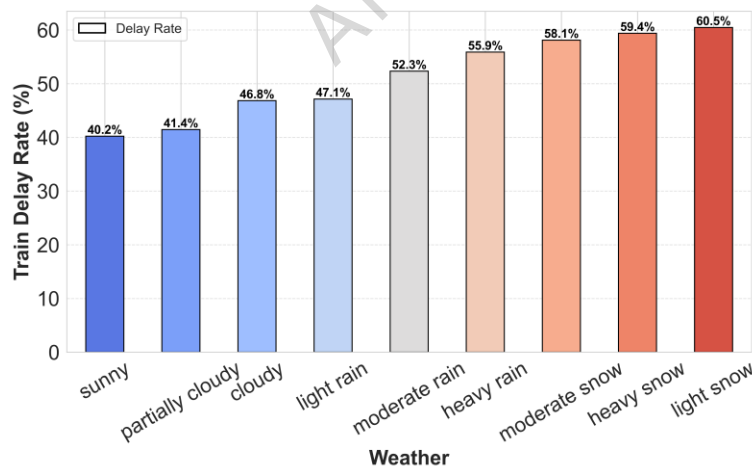 Delay Rate
Train Delay Rate (%)
60
50
40
30
20
10
0
40.2%
41.4%
46.8%
47.1%
52.3%
55.9%
58.1%
59.4%
60.5%
sunny
partially cloudy
cloudy
light rain
moderate rain
heavy rain
moderate snow
heavy snow
light snow
Weather